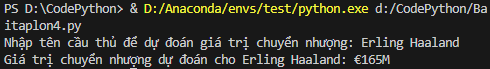 PS D:\CodePython> & D:/Anaconda/envs/test/python.exe d:/CodePython/Ba
itaplon4.py
Nhập tên cầu thủ để dự đoán giá trị chuyển nhượng: Erling Haaland
Giá trị chuyển nhượng dự đoán cho Erling Haaland: €165M